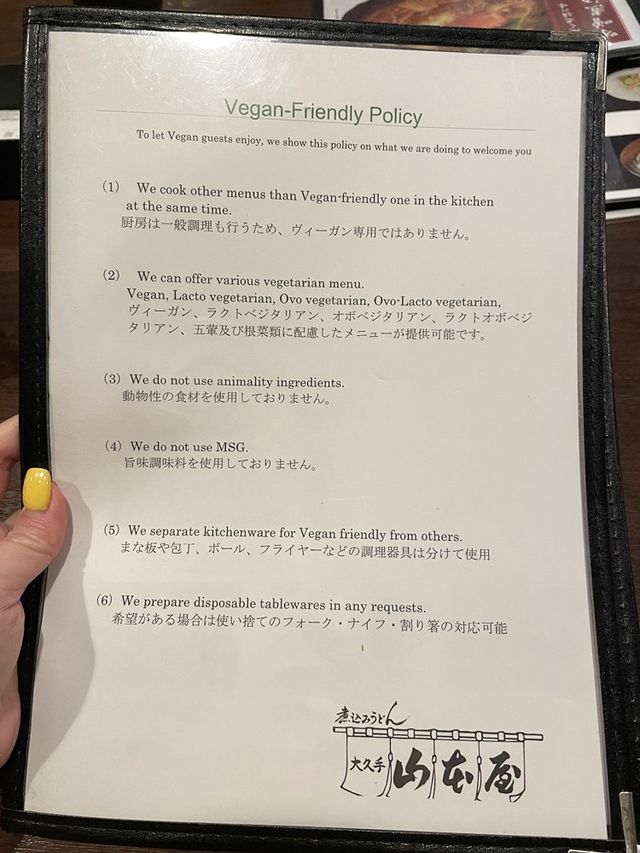 Vegan-Friendly Policy
To let Vegan guests enjoy, we show this policy on what we are doing to welcome you
(1) We cook other menus than Vegan-friendly one in the kitchen
at the same time.
厨房は一般調理も行うため、ヴィーガン専用ではありません。
(2) We can offer various vegetarian menu.
Vegan, Lacto vegetarian, Ovo vegetarian, Ovo-Lacto vegetarian,
ヴィーガン、ラクトベジタリアン、オボベジタリアン、ラクトオボベジ
タリアン、五葷及び根菜類に配慮したメニューが提供可能です。
(3) We do not use animality ingredients.
動物性の食材を使用しておりません。
(4) We do not use MSG.
旨味調味料を使用しておりません。
(5) We separate kitchenware for Vegan friendly from others.
まな板や包丁、ボール、フライヤーなどの調理器具は分けて使用
(6) We prepare disposable tablewares in any requests.
希望がある場合は使い捨てのフォーク・ナイフ・割り箸の対応可能
煮込みうどん
大久手 山本屋